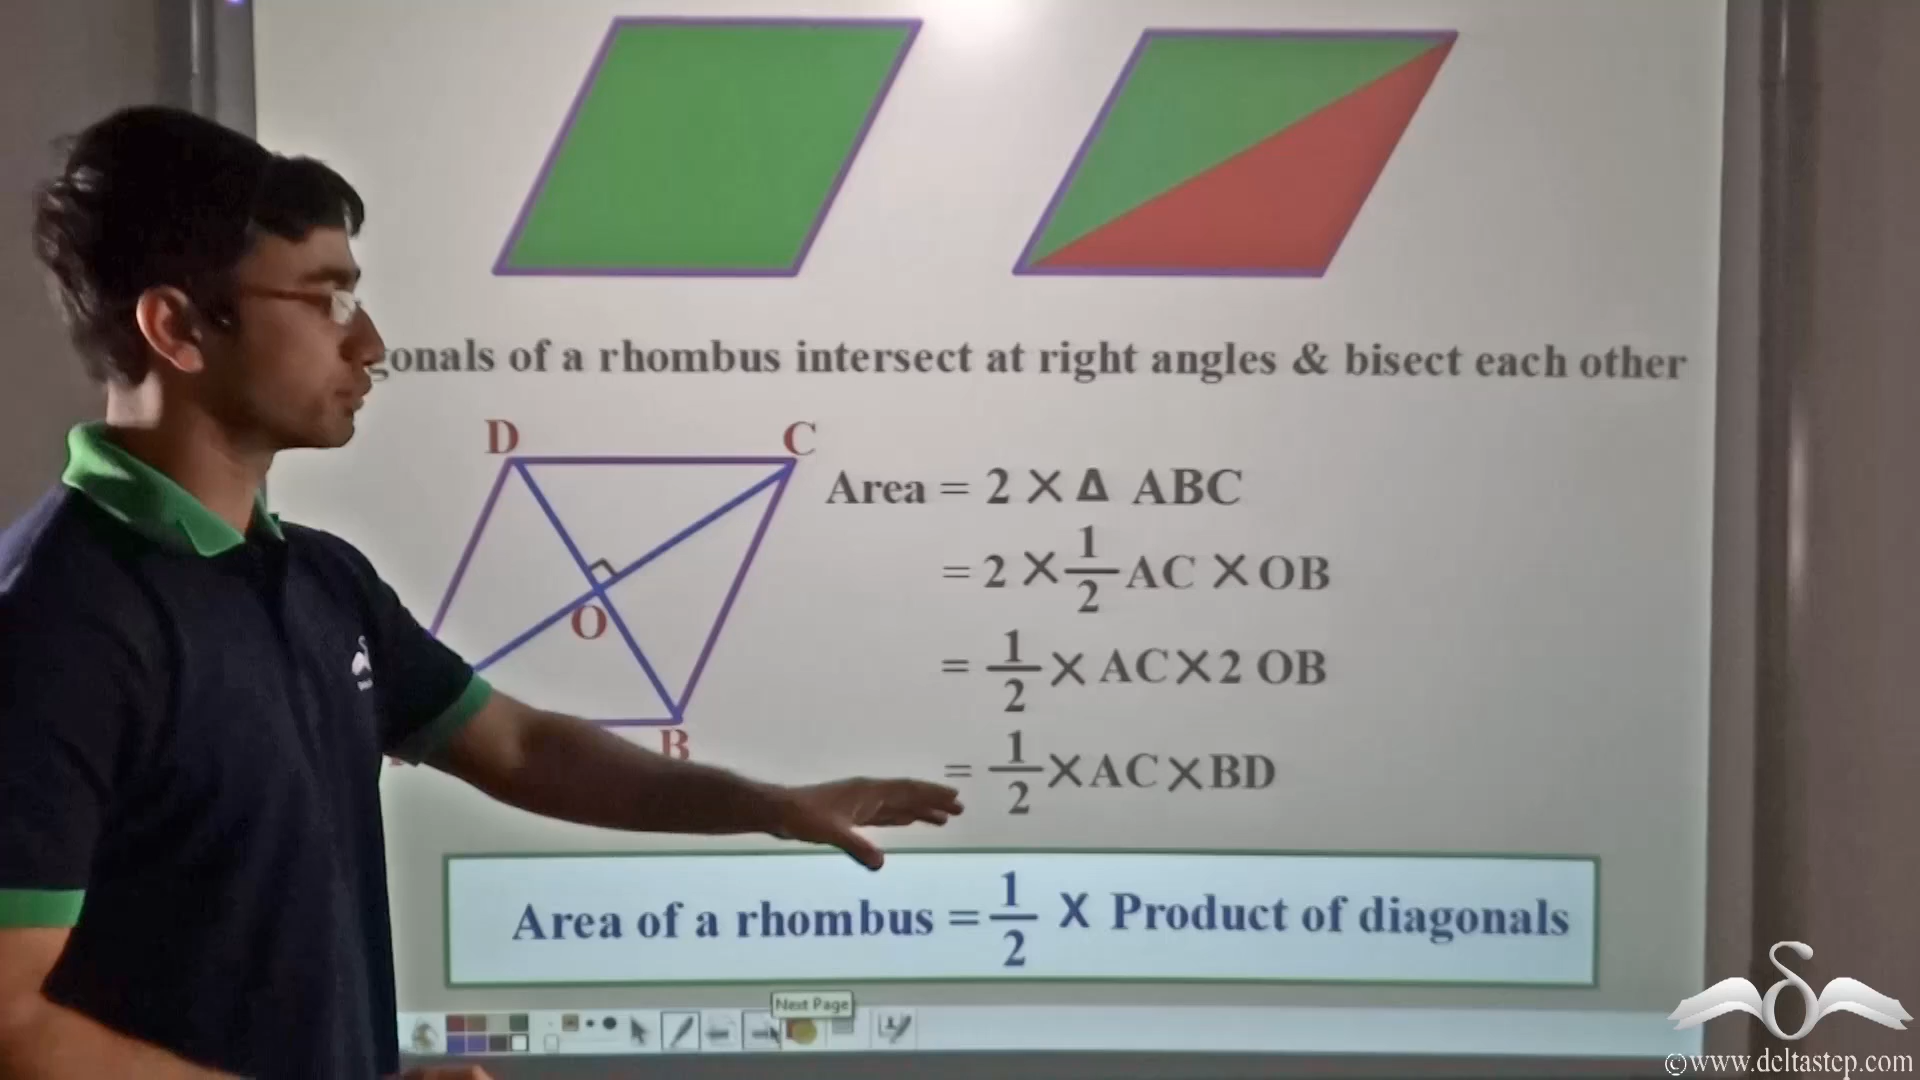 gonals of a rhombus intersect at right angles & bisect each other
D C
Area = 2 × Δ ABC
= 2 × 1/2 AC × OB
O
= 1/2 × AC × 2 OB
B
= 1/2 × AC × BD
Area of a rhombus = 1/2 × Product of diagonals
Next Page
©www.deltastep.com